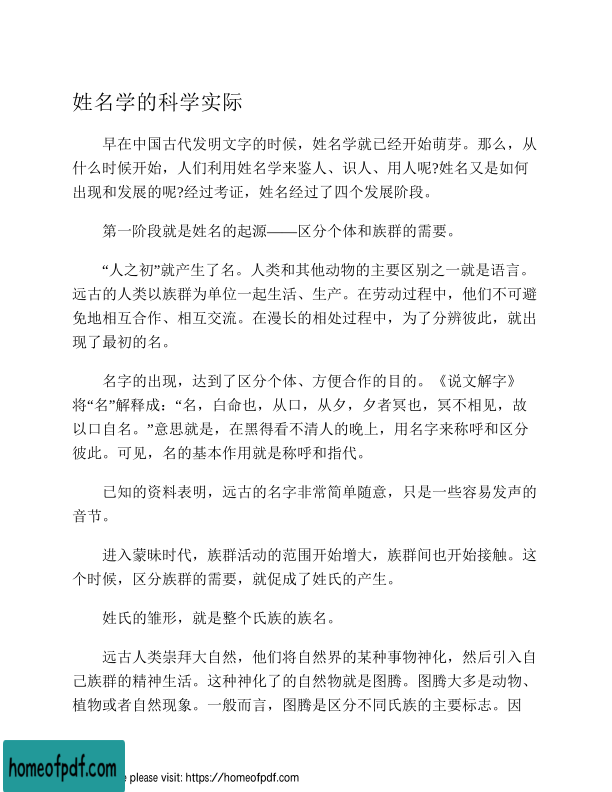 姓名学的科学实际
早在中国古代发明文字的时候，姓名学就已经开始萌芽。那么，从
什么时候开始，人们利用姓名学来鉴人、识人、用人呢?姓名又是如何
出现和发展的呢?经过考证，姓名经过了四个发展阶段。
第一阶段就是姓名的起源——区分个体和族群的需要。
“人之初”就产生了名。人类和其他动物的主要区别之一就是语言。
远古的人类以族群为单位一起生活、生产。在劳动过程中，他们不可避
免地相互合作、相互交流。在漫长的相处过程中，为了分辨彼此，就出
现了最初的名。
名字的出现，达到了区分个体、方便合作的目的。《说文解字》
将“名”解释成：“名，白命也，从口，从夕，夕者冥也，冥不相见，故
以口自名。”意思就是，在黑得看不清人的晚上，用名字来称呼和区分
彼此。可见，名的基本作用就是称呼和指代。
已知的资料表明，远古的名字非常简单随意，只是一些容易发声的
音节。
进入蒙昧时代，族群活动的范围开始增大，族群间也开始接触。这
个时候，区分族群的需要，就促成了姓氏的产生。
姓氏的雏形，就是整个氏族的族名。
远古人类崇拜大自然，他们将自然界的某种事物神化，然后引入自
己族群的精神生活。这种神化了的自然物就是图腾。图腾大多是动物、
植物或者自然现象。一般而言，图腾是区分不同氏族的主要标志。因
homeofpdf.com
e please visit: https://homeofpdf.com